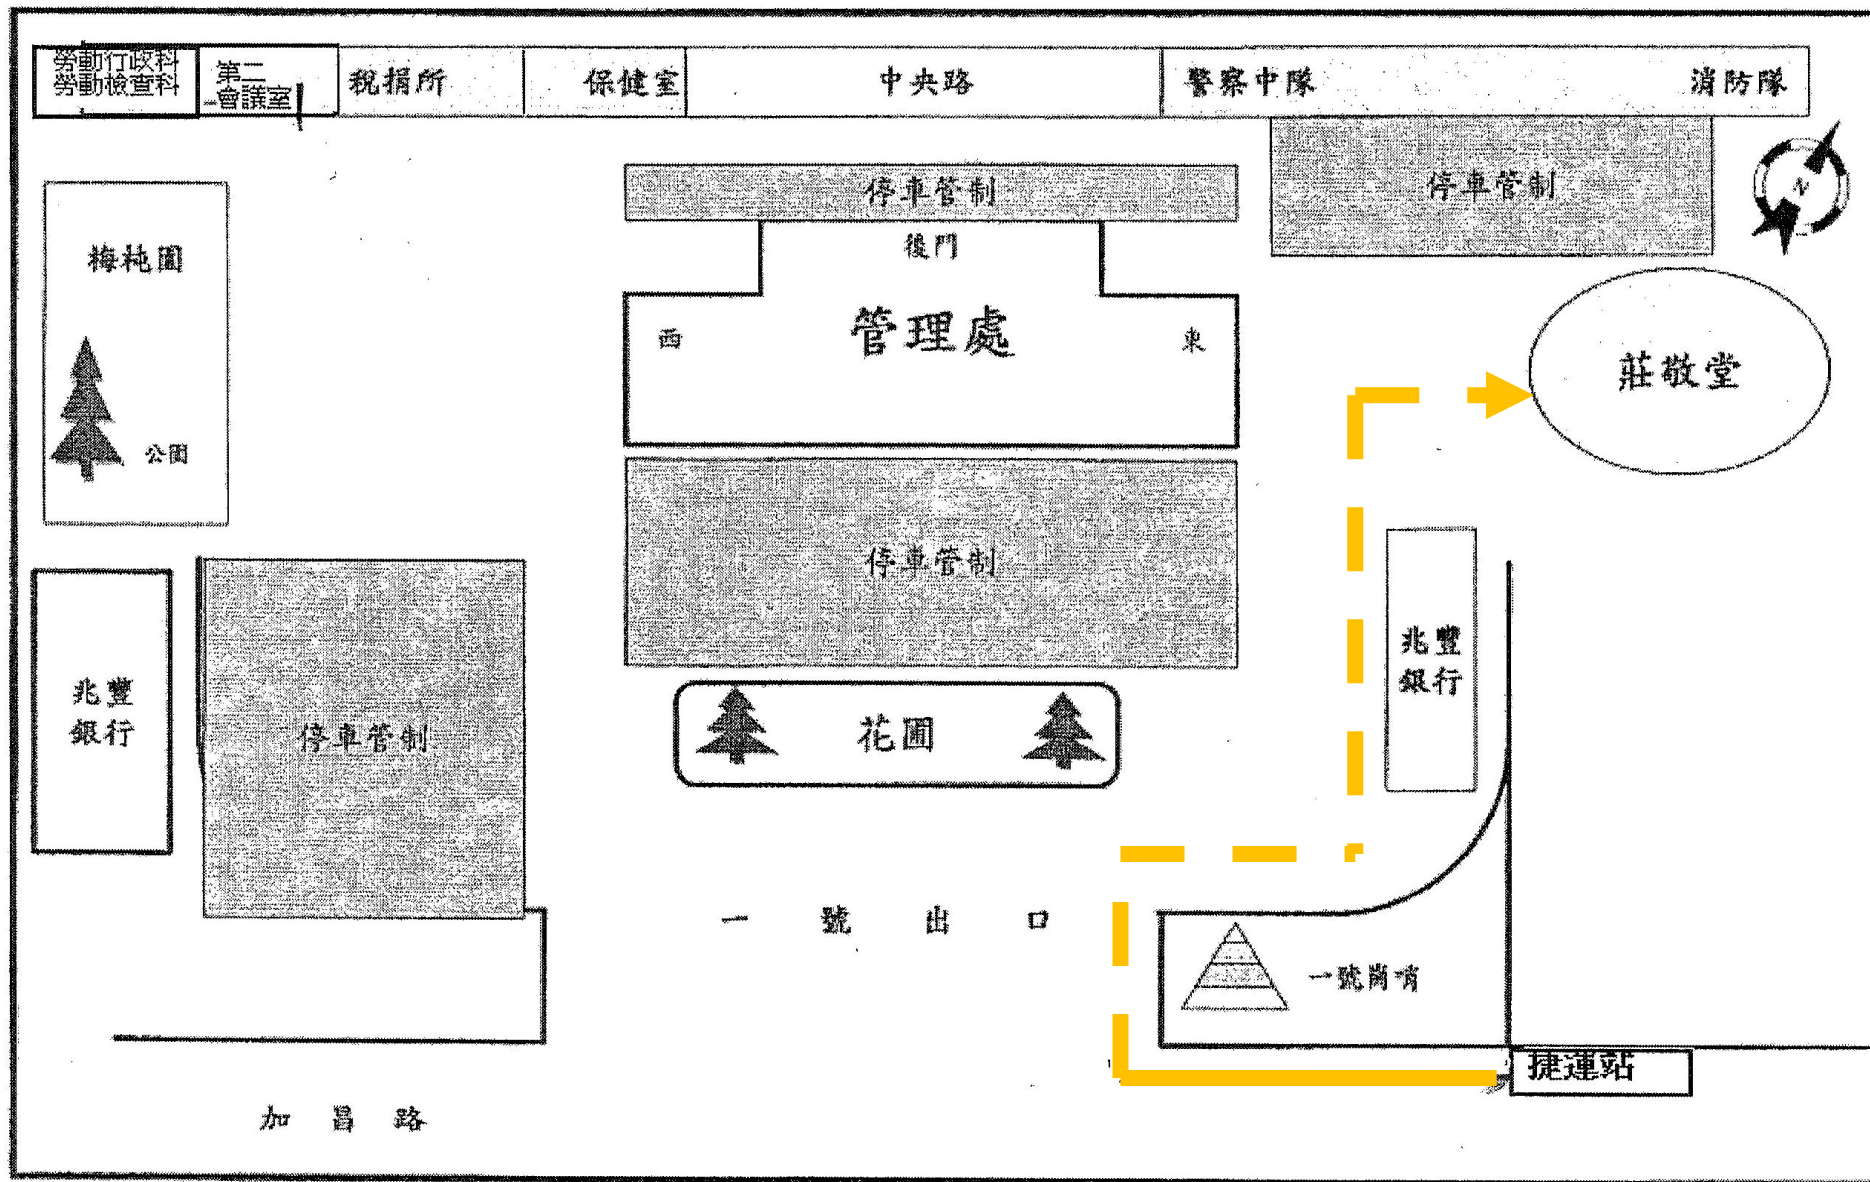 勞動行政科
勞動檢查科
第二
會議室
稅捐所
保健室
中央路
警察中隊
消防隊
停車管制
停車管制
N
後門
梅杶園
管理處
西
東
莊敬堂
公園
停車管制
兆豐
銀行
兆豐
銀行
停車管制
花圃
一號出口
一號崗哨
捷運站
加昌路